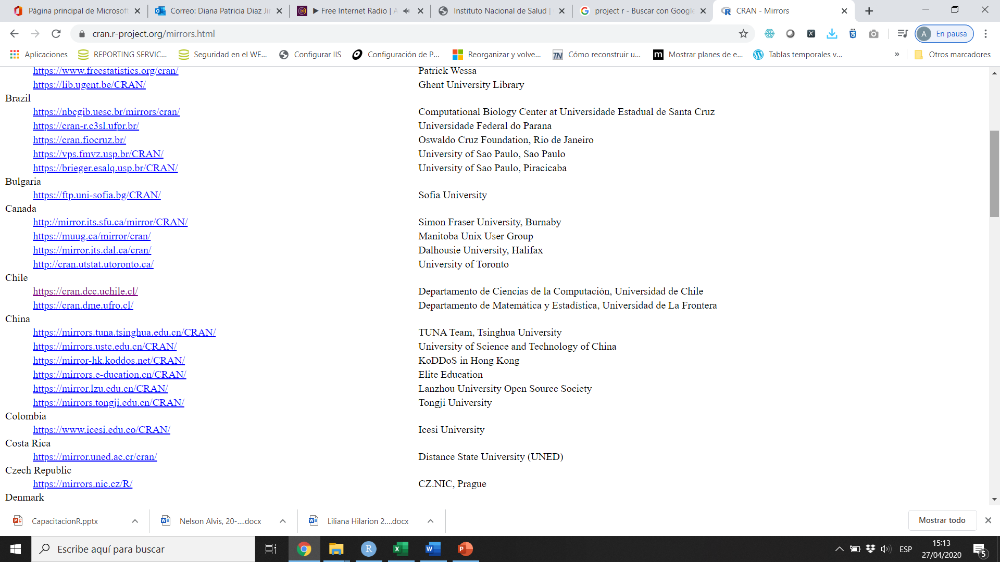 Página principal de Microsoft
Correo: Diana Patricia Diaz Jir
▶ Free Internet Radio | A
Instituto Nacional de Salud |
project r - Buscar con Google
CRAN - Mirrors
cran.r-project.org/mirrors.html
A En pausa
Aplicaciones
REPORTING SERVIC...
Seguridad en el WE...
Configurar IIS
Configuración de P...
Reorganizar y volve...
TN Cómo reconstruir u...
m Mostrar planes de e...
Tablas temporales v...
»
Otros marcadores
https://www.freestatistics.org/cran/ Patrick Wessa
https://lib.ugent.be/CRAN/ Ghent University Library
Brazil
https://nbcgib.uesc.br/mirrors/cran/ Computational Biology Center at Universidade Estadual de Santa Cruz
https://cran-r.c3sl.ufpr.br/ Universidade Federal do Parana
https://cran.fiocruz.br/ Oswaldo Cruz Foundation, Rio de Janeiro
https://vps.fmvz.usp.br/CRAN/ University of Sao Paulo, Sao Paulo
https://brieger.esalq.usp.br/CRAN/ University of Sao Paulo, Piracicaba
Bulgaria
https://ftp.uni-sofia.bg/CRAN/ Sofia University
Canada
http://mirror.its.sfu.ca/mirror/CRAN/ Simon Fraser University, Burnaby
https://muug.ca/mirror/cran/ Manitoba Unix User Group
https://mirror.its.dal.ca/cran/ Dalhousie University, Halifax
http://cran.utstat.utoronto.ca/ University of Toronto
Chile
https://cran.dcc.uchile.cl/ Departamento de Ciencias de la Computación, Universidad de Chile
https://cran.dme.ufro.cl/ Departamento de Matemática y Estadística, Universidad de La Frontera
China
https://mirrors.tuna.tsinghua.edu.cn/CRAN/ TUNA Team, Tsinghua University
https://mirrors.ustc.edu.cn/CRAN/ University of Science and Technology of China
https://mirror-hk.koddos.net/CRAN/ KoDDoS in Hong Kong
https://mirrors.e-ducation.cn/CRAN/ Elite Education
https://mirror.lzu.edu.cn/CRAN/ Lanzhou University Open Source Society
https://mirrors.tongji.edu.cn/CRAN/ Tongji University
Colombia
https://www.icesi.edu.co/CRAN/ Icesi University
Costa Rica
https://mirror.uned.ac.cr/cran/ Distance State University (UNED)
Czech Republic
https://mirrors.nic.cz/R/ CZ.NIC, Prague
Denmark
CapacitacionR.pptx
Nelson Alvis, 20-....docx
Liliana Hilarion 2....docx
Mostrar todo
Escribe aquí para buscar
ESP
15:13
27/04/2020
5